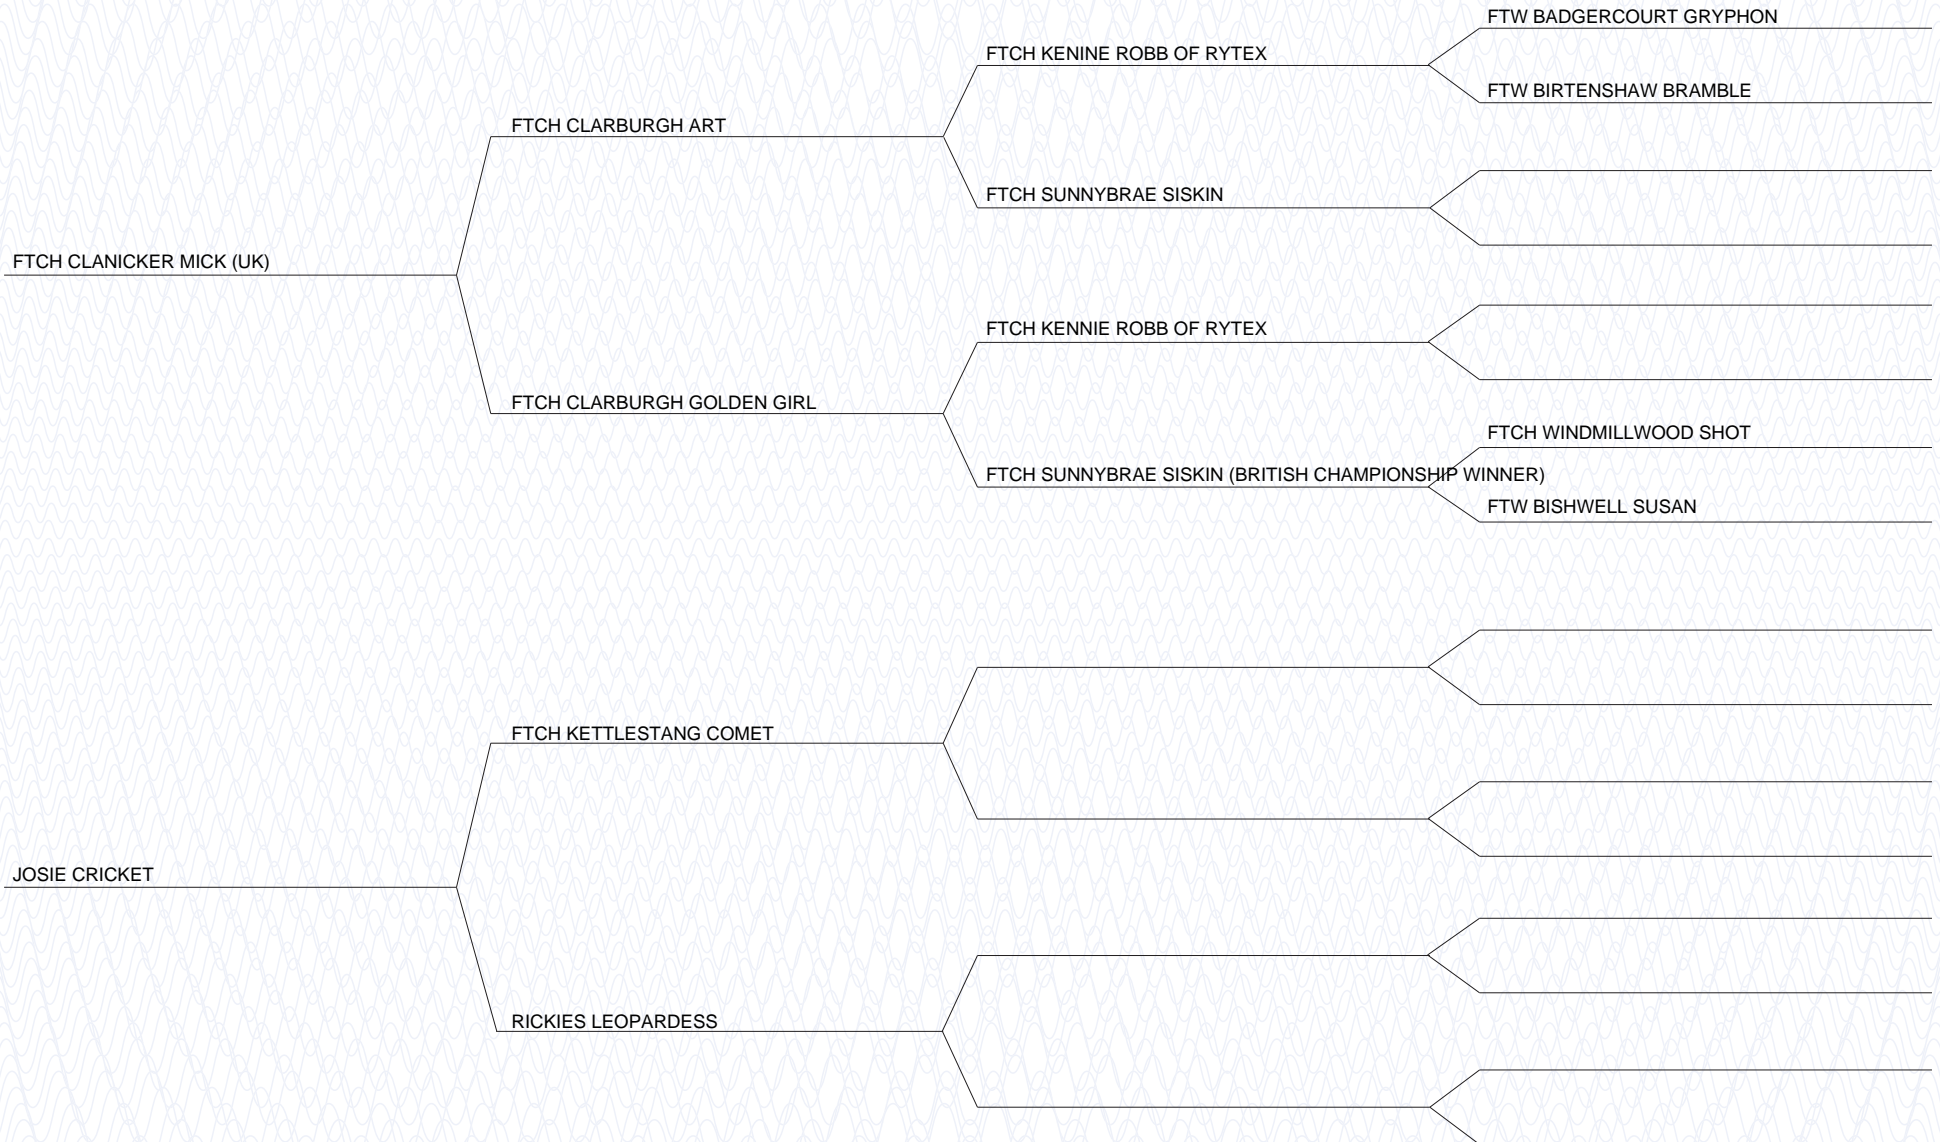 FTW BADGERCOURT GRYPHON
FTCH KENINE ROBB OF RYTEX
FTW BIRTENSHAW BRAMBLE
FTCH CLARBURGH ART
FTCH SUNNYBRAE SISKIN
FTCH CLANICKER MICK (UK)
FTCH KENNIE ROBB OF RYTEX
FTCH CLARBURGH GOLDEN GIRL
FTCH WINDMILLWOOD SHOT
FTCH SUNNYBRAE SISKIN (BRITISH CHAMPIONSHIP WINNER)
FTW BISHWELL SUSAN
FTCH KETTLESTANG COMET
JOSIE CRICKET
RICKIES LEOPARDESS